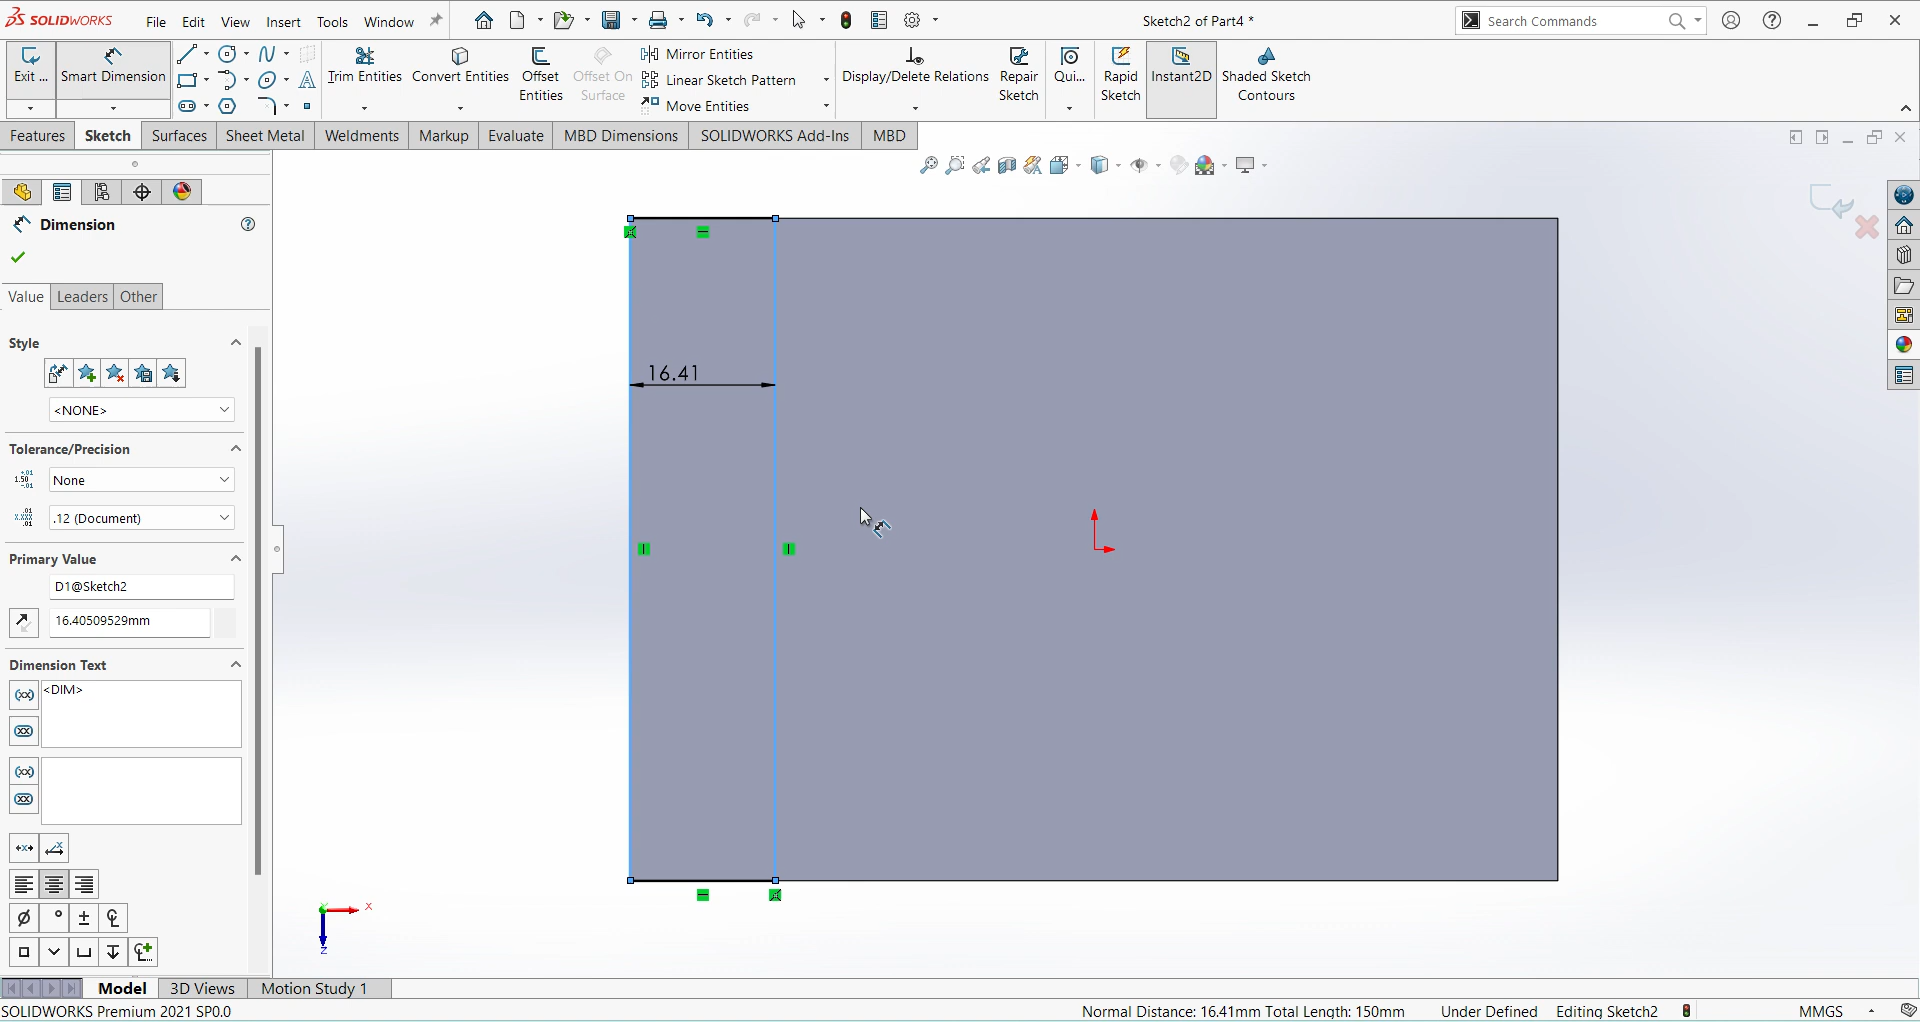 SOLIDWORKS File Edit View Insert Tools Window Sketch2 of Part4 * Search Commands
Exit ... Smart Dimension Trim Entities Convert Entities Offset Entities Offset On Surface Mirror Entities Linear Sketch Pattern Move Entities Display/Delete Relations Repair Sketch Qui... Rapid Sketch Instant2D Shaded Sketch Contours
Features Sketch Surfaces Sheet Metal Weldments Markup Evaluate MBD Dimensions SOLIDWORKS Add-Ins MBD
Dimension
Value Leaders Other
Style
<NONE>
Tolerance/Precision
None
.12 (Document)
Primary Value
D1@Sketch2
16.40509529mm
Dimension Text
<DIM>
16.41
X
Z
Model 3D Views Motion Study 1
SOLIDWORKS Premium 2021 SP0.0 Normal Distance: 16.41mm Total Length: 150mm Under Defined Editing Sketch2 MMGS